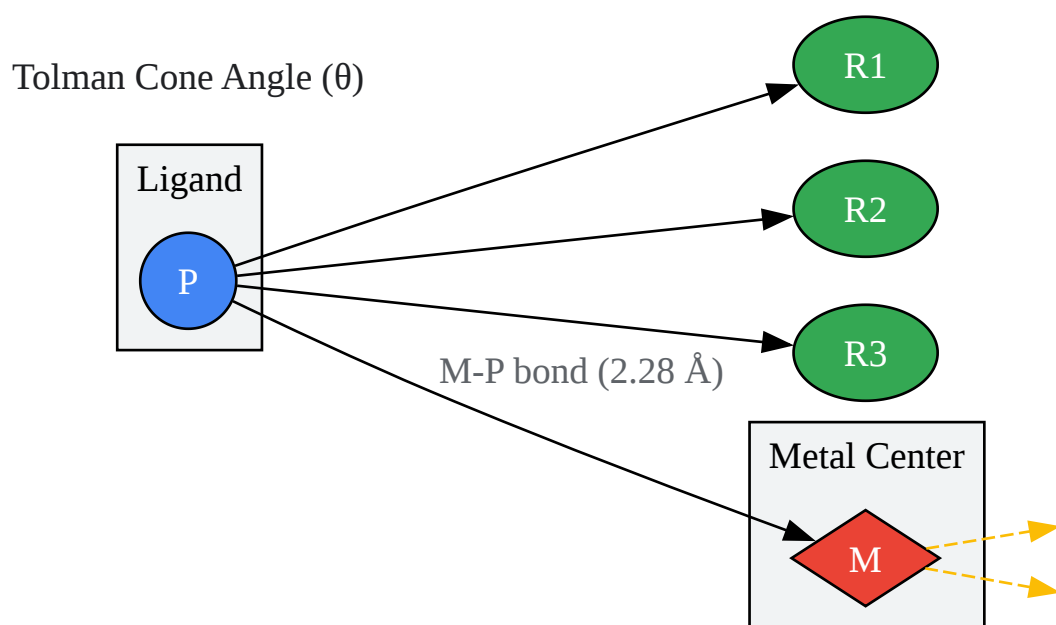 Tolman Cone Angle (θ)
R1
Ligand
R2
P
R3
M-P bond (2.28 Å)
Metal Center
M